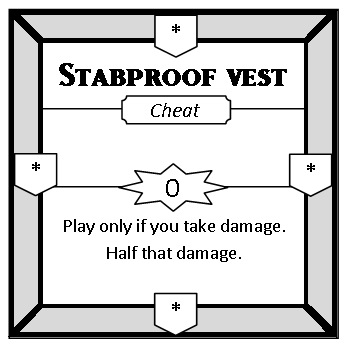 *
Stabproof vest
Cheat
* *
0
Play only if you take damage.
Half that damage.
*